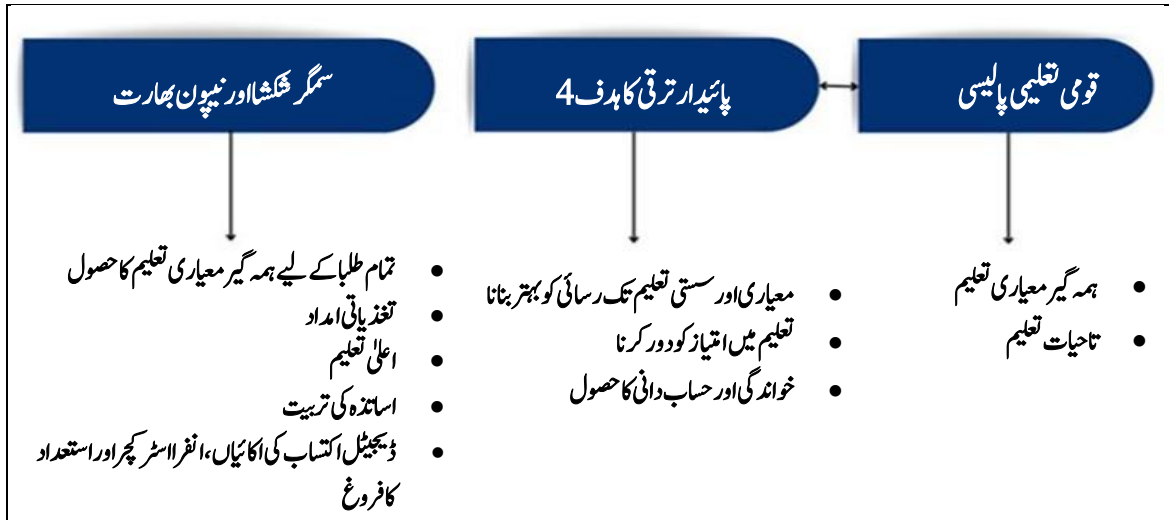 قومی تعلیمی پالیسی
ہمہ گیر معیاری تعلیم
تاحیات تعلیم
پائیدار ترقی کا ہدف 4
معیاری اور سستی تعلیم تک رسائی کو بہتر بنانا
تعلیم میں امتیاز کو دور کرنا
خواندگی اور حساب دانی کا حصول
سمگر شکشا اور نیپون بھارت
تمام طلبا کے لیے ہمہ گیر معیاری تعلیم کا حصول
تغذیاتی امداد
اعلیٰ تعلیم
اساتذہ کی تربیت
ڈیجیٹل اکتساب کی اکائیاں، انفرااسٹرکچر اور استعداد
کا فروغ